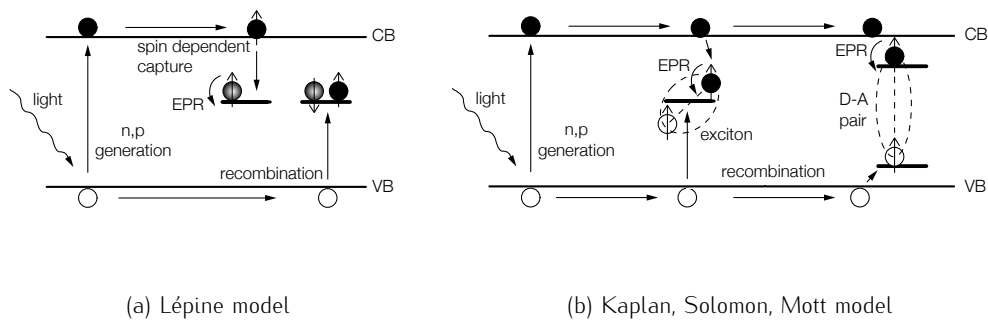 CB
spin dependent
capture
light
EPR
n,p
generation
recombination
VB
(a) Lépine model
CB
EPR
EPR
light
D-A
pair
n,p
generation
exciton
recombination
VB
(b) Kaplan, Solomon, Mott model